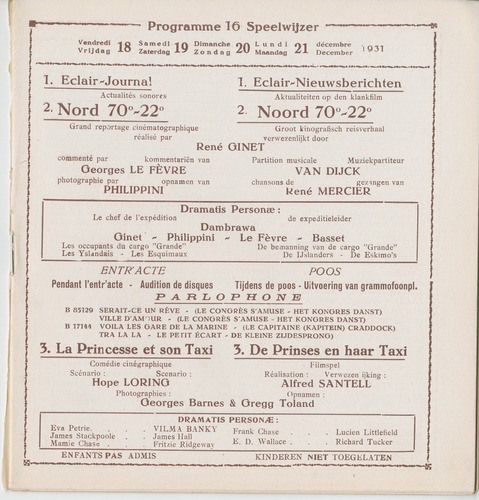 Programme 16 Speelwijzer
Vendredi Vrijdag 18 Samedi Zaterdag 19 Dimanche Zondag 20 Lundi Maandag 21 décembre December 1931
1. Eclair-Journal 1. Eclair-Nieuwsberichten
Actualités sonores Aktualiteiten op den klankfilm
2. Nord 70°-22° 2. Noord 70°-22°
Grand reportage cinématographique Groot kinografisch reisverhaal
réalisé par verwezenlijkt door
René GINET
commenté par kommentariën van Partition musicale Muziekpartituur
Georges LE FÈVRE VAN DIJCK
photographie par opnamen van chansons de gezangen van
PHILIPPINI René MERCIER
Dramatis Personæ:
Le chef de l'expédition de expeditieleider
Dambrawa
Ginet - Philippini - Le Fèvre - Basset
Les occupants du cargo "Grande" De bemanning van de cargo "Grande"
Les Yslandais - Les Esquimaux De IJslanders - De Eskimo's
ENTR'ACTE POOS
Pendant l'entr'acte - Audition de disques Tijdens de poos - Uitvoering van grammofoonpl.
PARLOPHONE
B 85129 SERAIT-CE UN RÊVE - (LE CONGRÈS S'AMUSE - HET KONGRES DANST)
VILLE D'AMOUR - (LE CONGRÈS S'AMUSE - HET KONGRES DANST)
B 17144 VOILA LES GARS DE LA MARINE - (LE CAPITAINE (KAPITEIN) CRADDOCK)
TRA LA LA - LE PETIT ÉCART - DE KLEINE ZIJDESPRONG)
3. La Princesse et son Taxi 3. De Prinses en haar Taxi
Comédie cinégraphique Filmspel
Scénario : Scenario : Réalisation : Verwezenlijking :
Hope LORING Alfred SANTELL
Photographies : Opnamen :
Georges Barnes & Gregg Toland
DRAMATIS PERSONÆ:
Eva Petrie. . . . VILMA BANKY Frank Chase . . . Lucien Littlefield
James Stackpoole . . James Hall E. D. Wallace . . . Richard Tucker
Mamie Chase . . . Fritzie Ridgeway
ENFANTS PAS ADMIS KINDEREN NIET TOEGELATEN